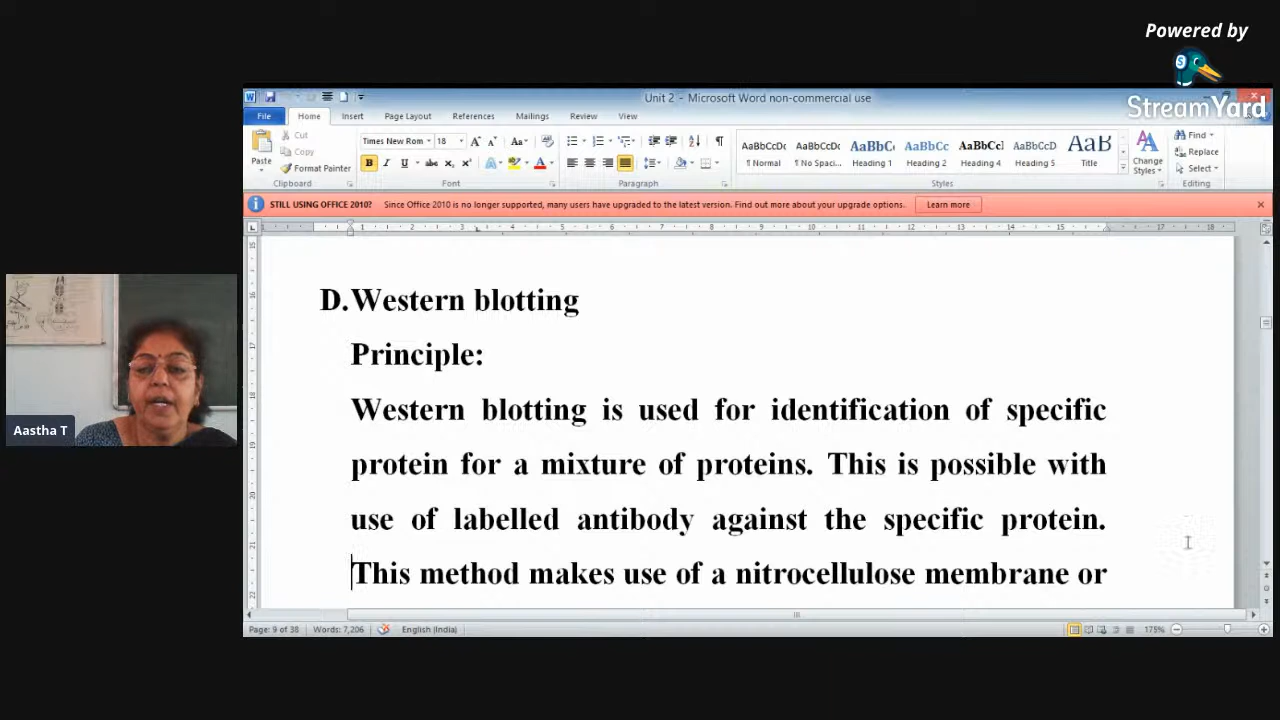 Powered by
StreamYard
Unit 2 - Microsoft Word non-commercial use
File Home Insert Page Layout References Mailings Review View
Cut
Copy
Format Painter
Paste
Times New Rom 18
Clipboard Font Paragraph Styles Editing
AaBbCcDc AaBbCcDc AaBbC AaBbCc AaBbCcI AaBbCcD AaB
¶ Normal ¶ No Spaci... Heading 1 Heading 2 Heading 4 Heading 5 Title
Change
Styles
Find
Replace
Select
STILL USING OFFICE 2010? Since Office 2010 is no longer supported, many users have upgraded to the latest version. Find out more about your upgrade options. Learn more
D. Western blotting
Principle:
Western blotting is used for identification of specific
protein for a mixture of proteins. This is possible with
use of labelled antibody against the specific protein.
This method makes use of a nitrocellulose membrane or
Aastha T
Page: 9 of 38 Words: 7,206 English (India) 175%